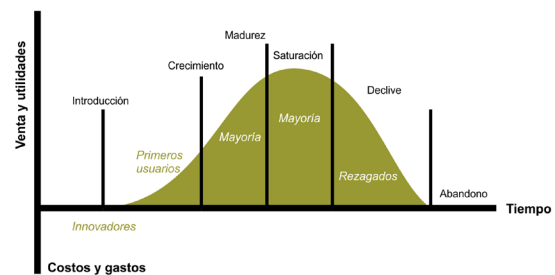 Madurez
Saturación
Crecimiento
Declive
Introducción
Venta y utilidades
Mayoría
Mayoría
Primeros
usuarios
Rezagados
Abandono
Tiempo
Innovadores
Costos y gastos